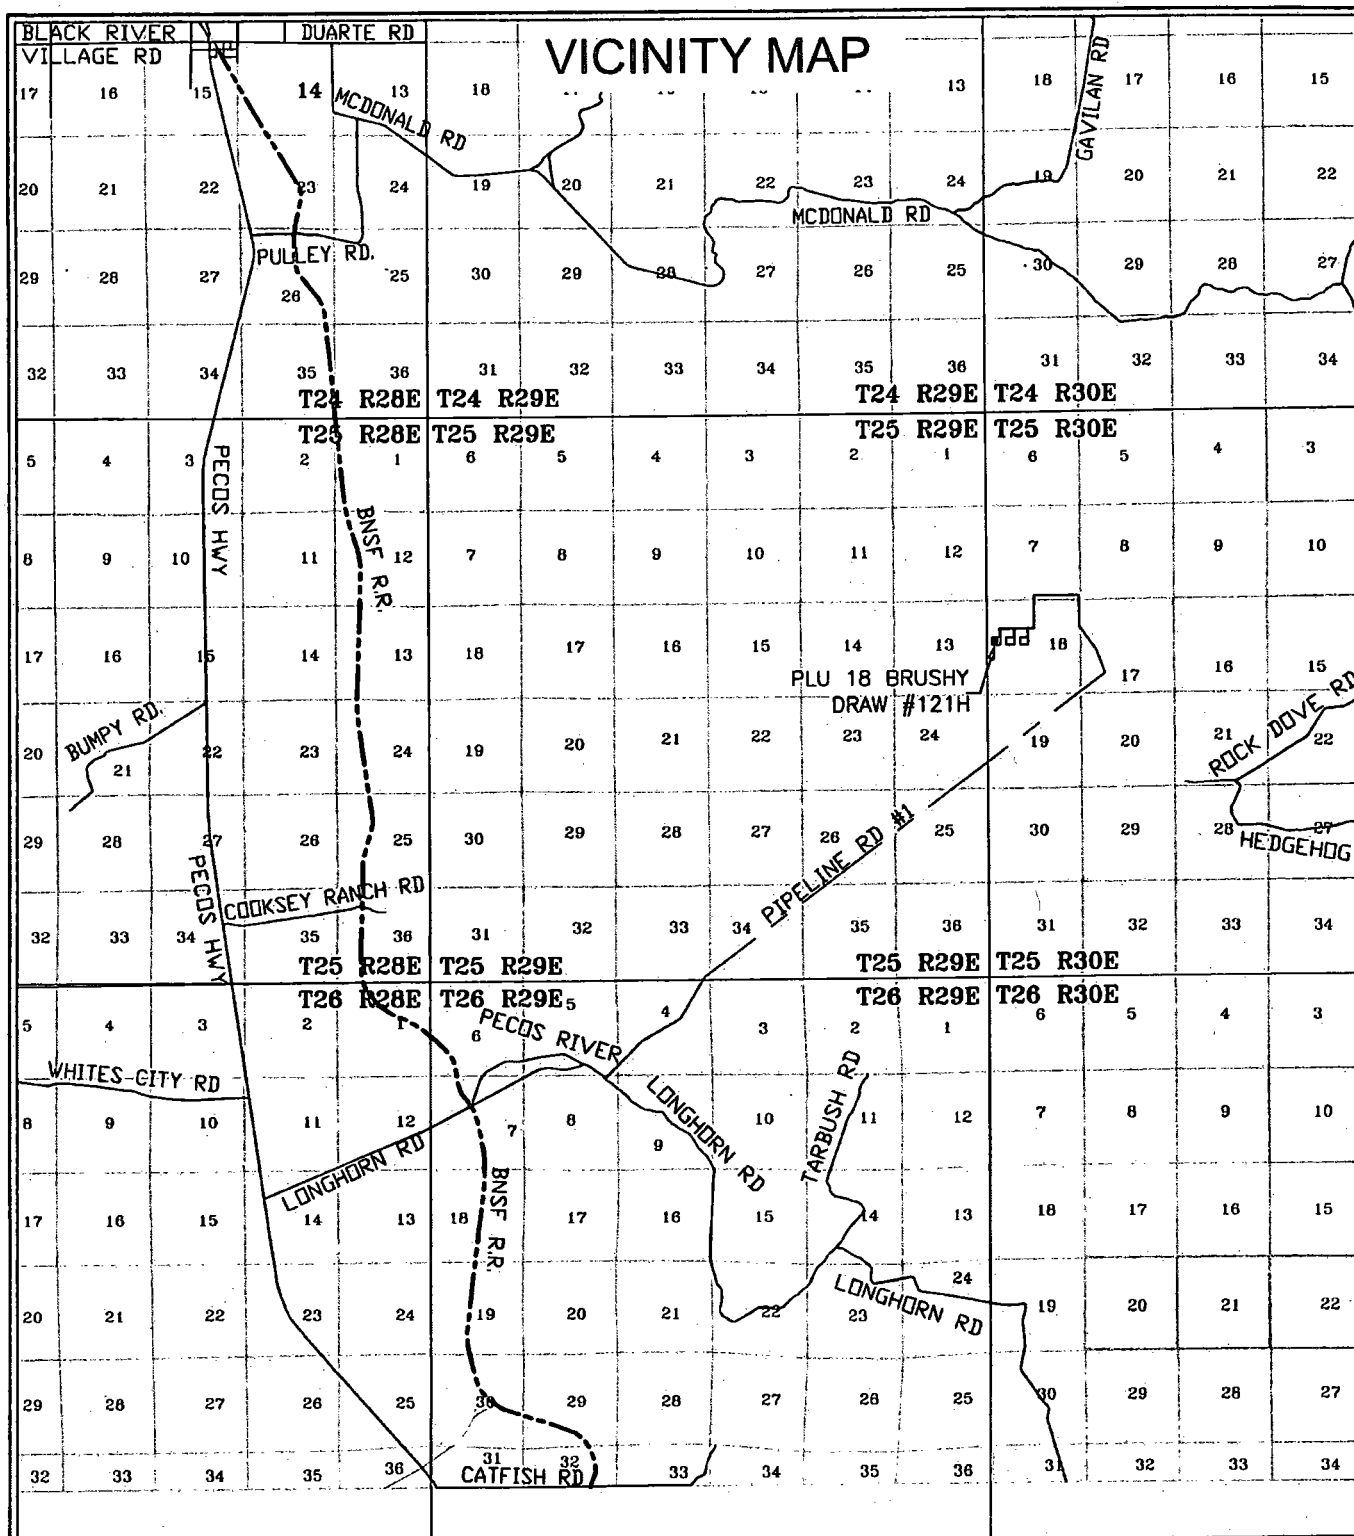 BLACK RIVER
VILLAGE RD
DUARTE RD
VICINITY MAP
17 16 15 14 13 18 13 18 17 16 15
MCDONALD RD
GAVILAN RD
20 21 22 23 24 19 20 21 22 23 24 19 20 21 22
MCDONALD RD
PULLEY RD.
29 28 27 26 25 30 29 28 27 26 25 30 29 28 27
32 33 34 35 36 31 32 33 34 35 36 31 32 33 34
T24 R28E T24 R29E T24 R29E T24 R30E
T25 R28E T25 R29E T25 R29E T25 R30E
5 4 3 2 1 6 5 4 3 2 1 6 5 4 3
PECOS HWY
BNSF R.R.
8 9 10 11 12 7 8 9 10 11 12 7 8 9 10
17 16 15 14 13 18 17 16 15 14 13 18 17 16 15
PLU 18 BRUSHY
DRAW #121H
BUMPY RD.
ROCK DOVE RD
20 21 22 23 24 19 20 21 22 23 24 19 20 21 22
PIPELINE RD #1
29 28 27 26 25 30 29 28 27 26 25 30 29 28 27
HEDGEHOG
PECOS HWY
COOKSEY RANCH RD
32 33 34 35 36 31 32 33 34 35 36 31 32 33 34
T25 R28E T25 R29E T25 R29E T25 R30E
T26 R28E T26 R29E T26 R29E T26 R30E
5 4 3 2 1 6 5 4 3 2 1 6 5 4 3
PECOS RIVER
WHITES CITY RD
LONGHORN RD
TARBUSH RD
8 9 10 11 12 7 8 9 10 11 12 7 8 9 10
LONGHORN RD
BNSF R.R.
17 16 15 14 13 18 17 16 15 14 13 18 17 16 15
LONGHORN RD
20 21 22 23 24 19 20 21 22 23 24 19 20 21 22
29 28 27 26 25 30 29 28 27 26 25 30 29 28 27
32 33 34 35 36 31 32 33 34 35 36 31 32 33 34
CATFISH RD